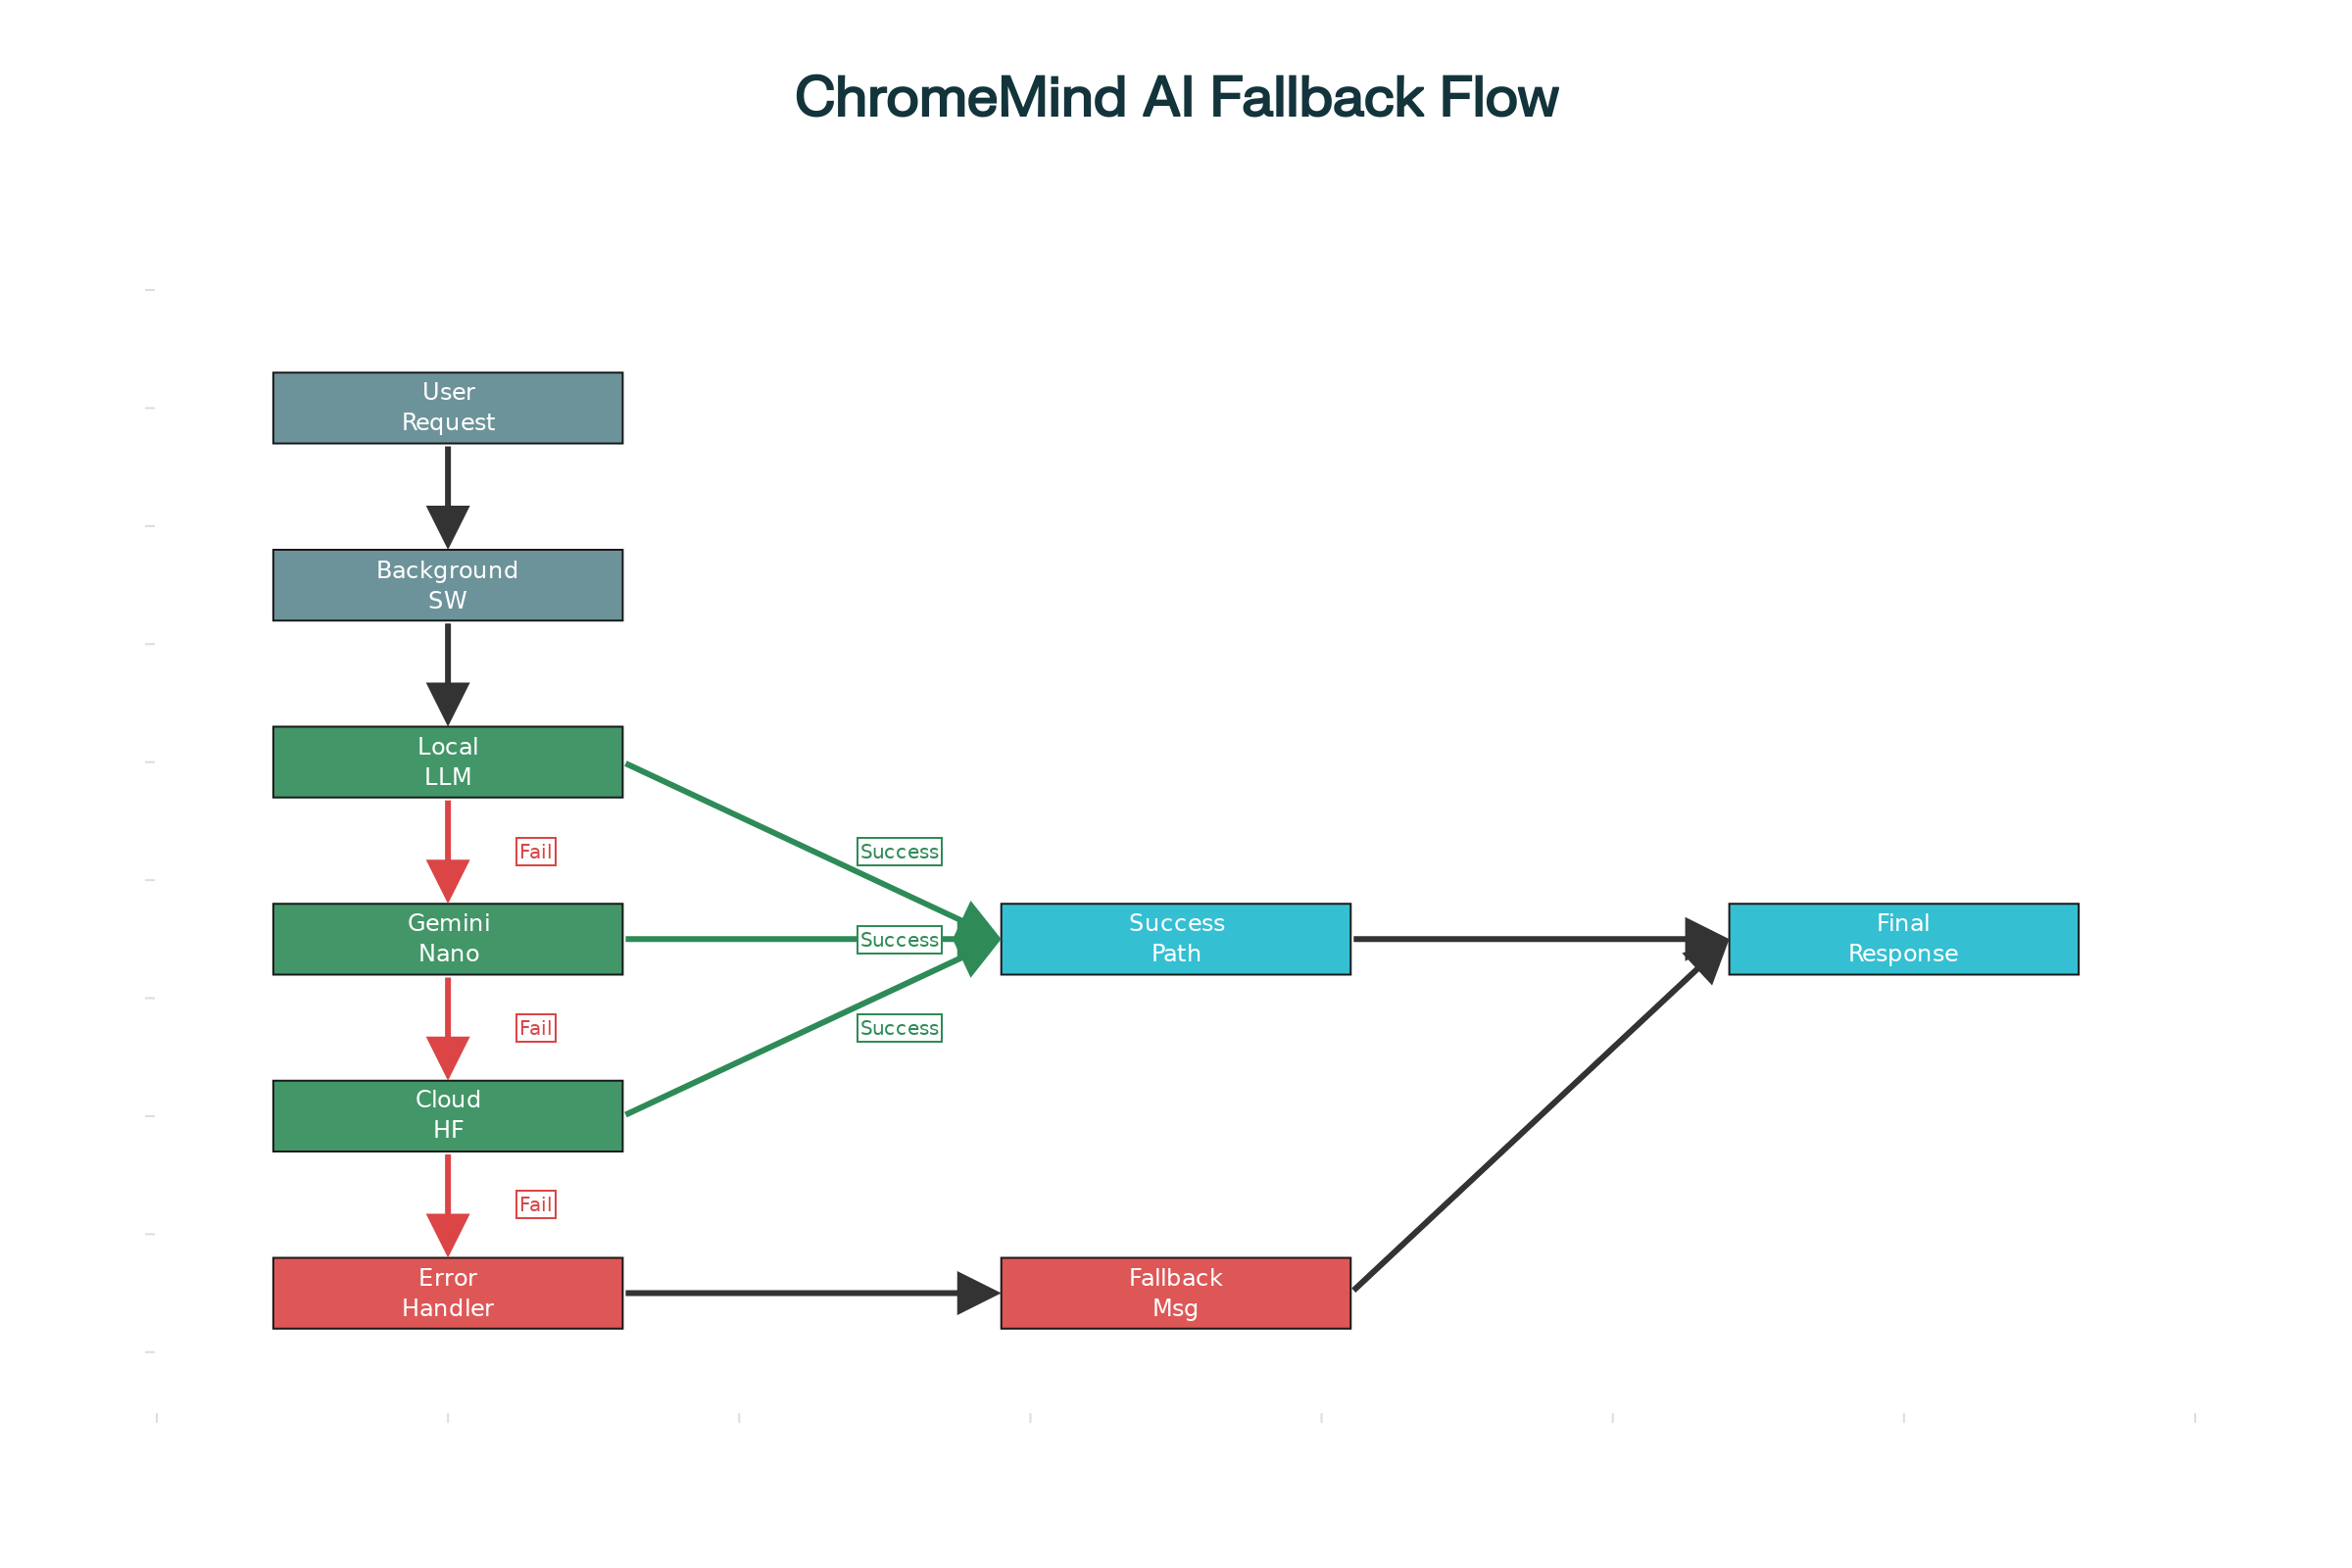 ChromeMind AI Fallback Flow
User
Request
Background
SW
Local
LLM
Fail
Success
Gemini
Nano
Success
Success
Path
Final
Response
Fail
Success
Cloud
HF
Fail
Error
Handler
Fallback
Msg